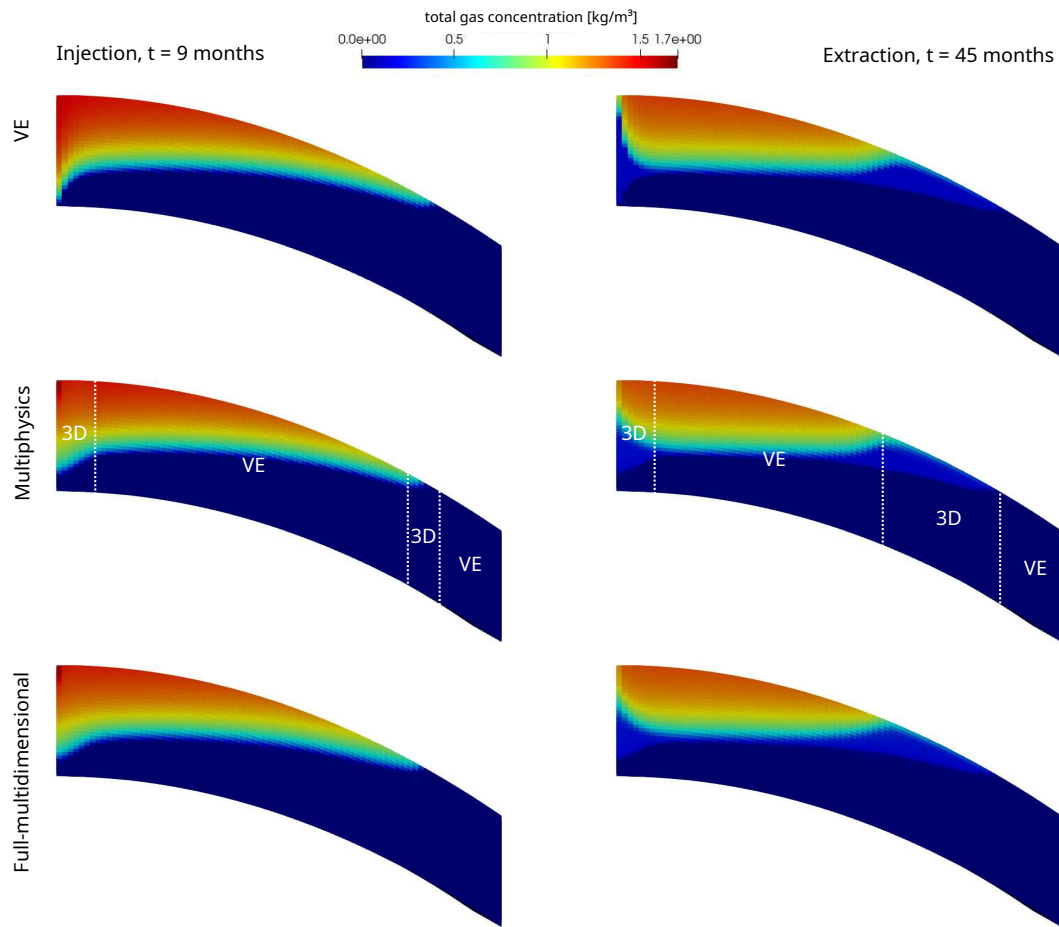 total gas concentration [kg/m³]
Injection, t = 9 months
0.0e+00 0.5 1 1.5 1.7e+00
Extraction, t = 45 months
VE
Multiphysics
3D
VE
3D
VE
3D
VE
3D
VE
Full-multidimensional